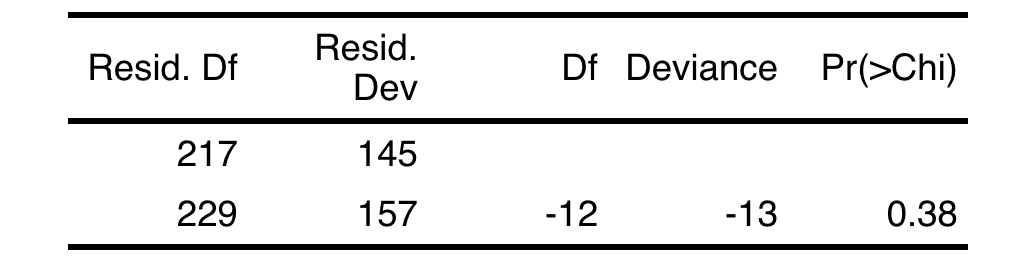 Resid. Df Resid. Dev Df Deviance Pr(>Chi)
217 145
229 157 -12 -13 0.38